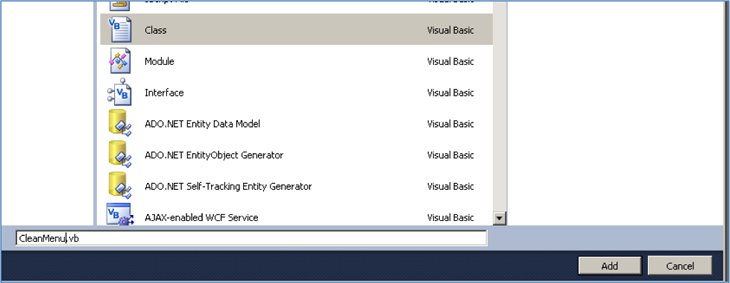 Class Visual Basic
Module Visual Basic
Interface Visual Basic
ADO.NET Entity Data Model Visual Basic
ADO.NET EntityObject Generator Visual Basic
ADO.NET Self-Tracking Entity Generator Visual Basic
AJAX-enabled WCF Service Visual Basic
CleanMenu.vb
Add Cancel